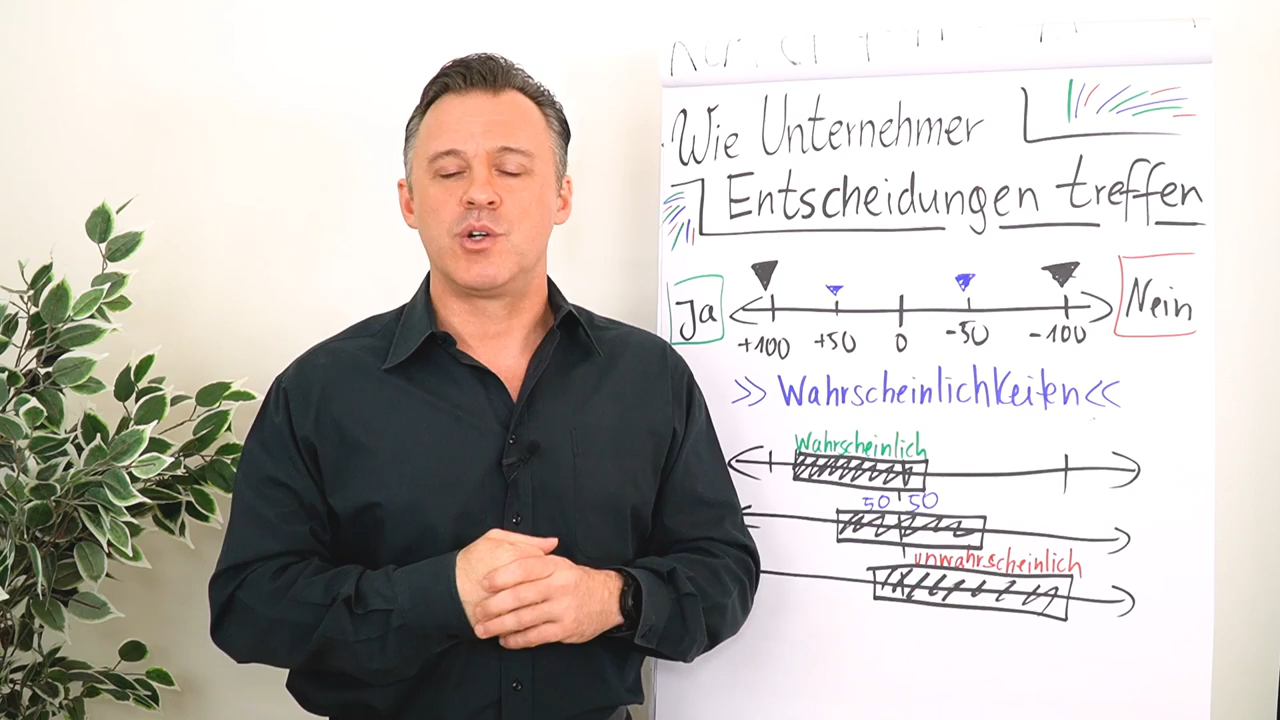 Wie Unternehmer
Entscheidungen treffen
Ja Nein
+100 +50 0 -50 -100
>> Wahrscheinlichkeiten <<
Wahrscheinlich
50 50
unwahrscheinlich